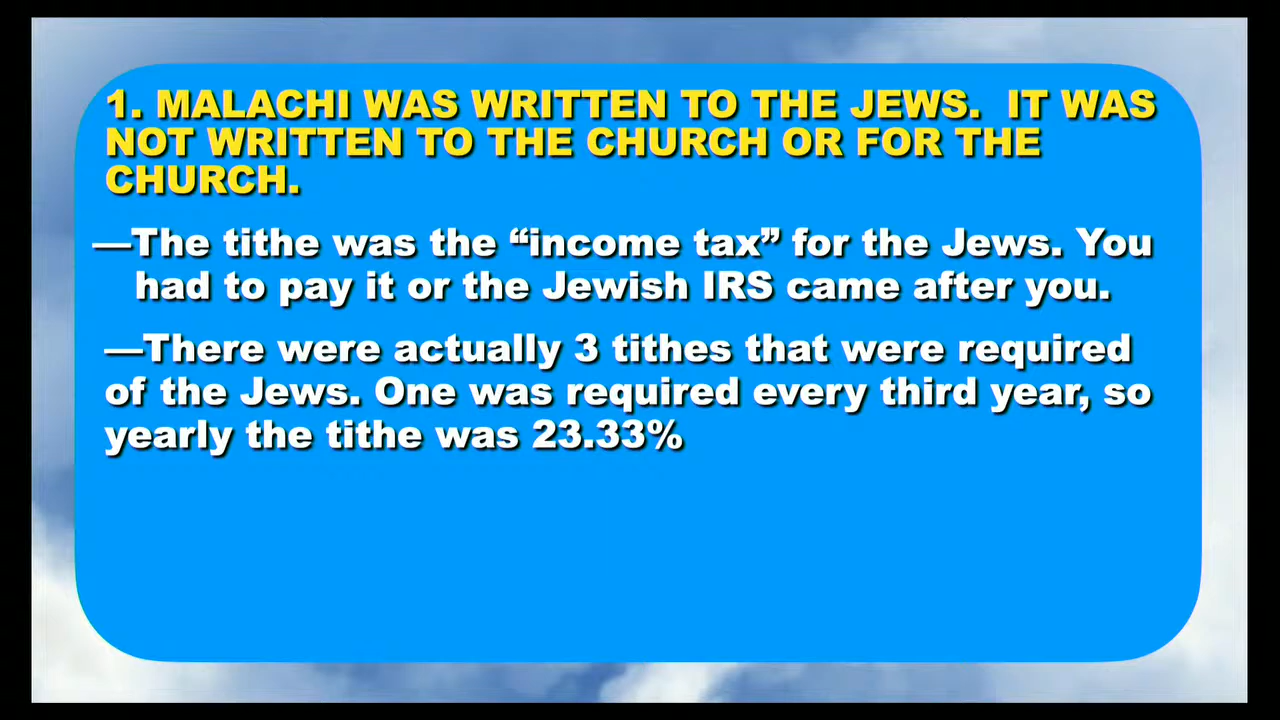 1. MALACHI WAS WRITTEN TO THE JEWS.  IT WAS
NOT WRITTEN TO THE CHURCH OR FOR THE
CHURCH.
—The tithe was the “income tax” for the Jews. You
had to pay it or the Jewish IRS came after you.
—There were actually 3 tithes that were required
of the Jews. One was required every third year, so
yearly the tithe was 23.33%